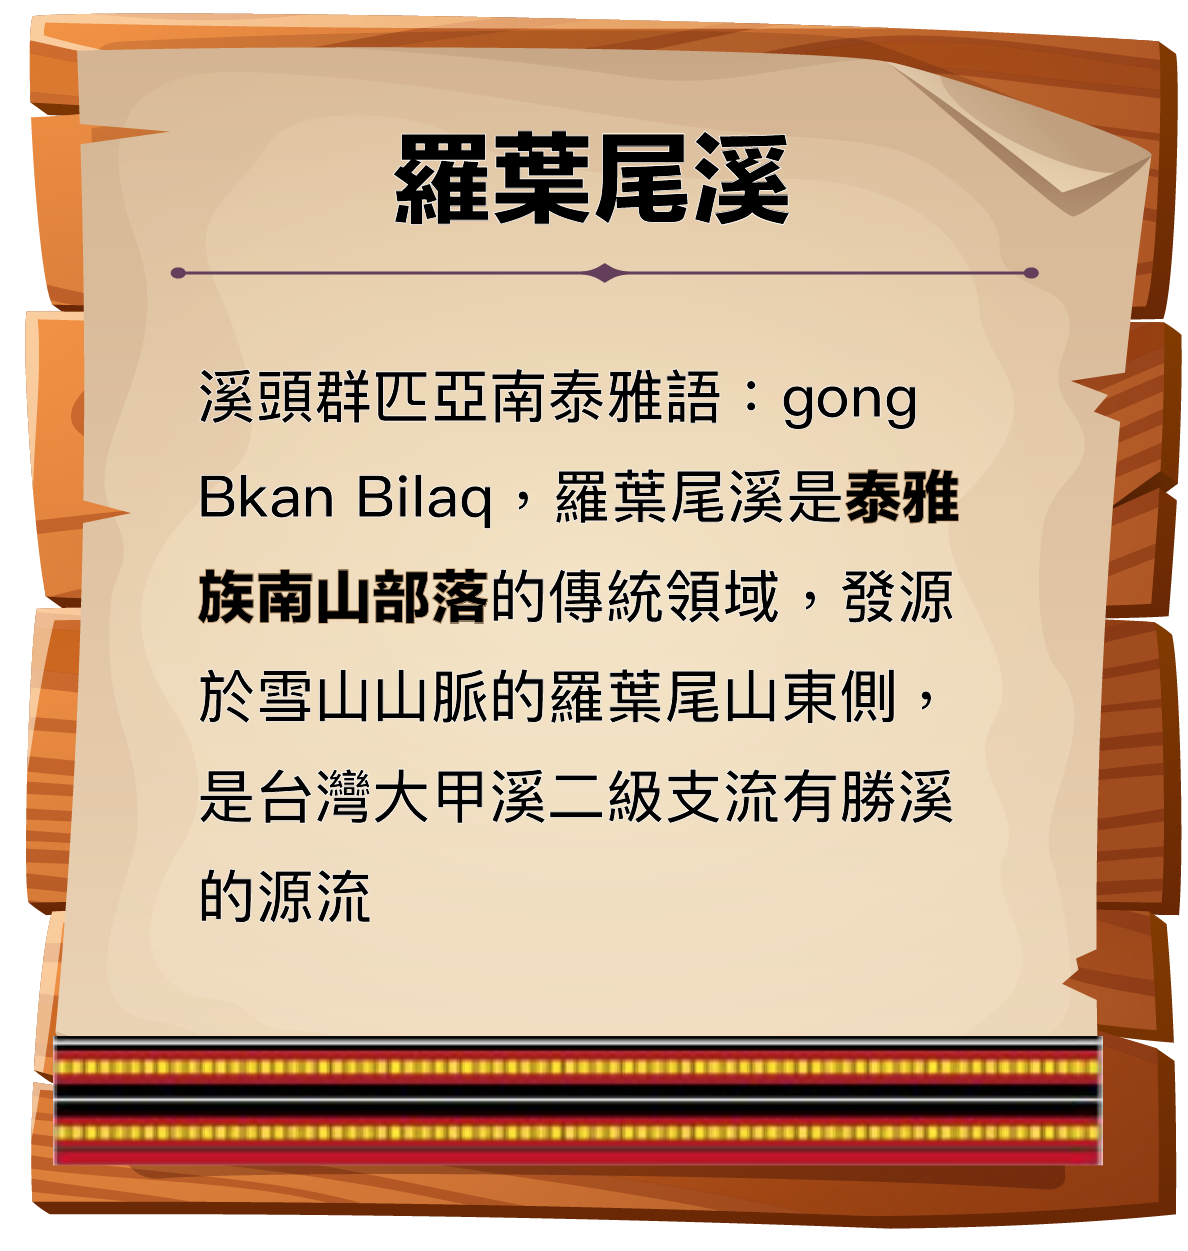 羅葉尾溪
溪頭群匹亞南泰雅語：gong
Bkan Bilaq，羅葉尾溪是泰雅
族南山部落的傳統領域，發源
於雪山山脈的羅葉尾山東側，
是台灣大甲溪二級支流有勝溪
的源流